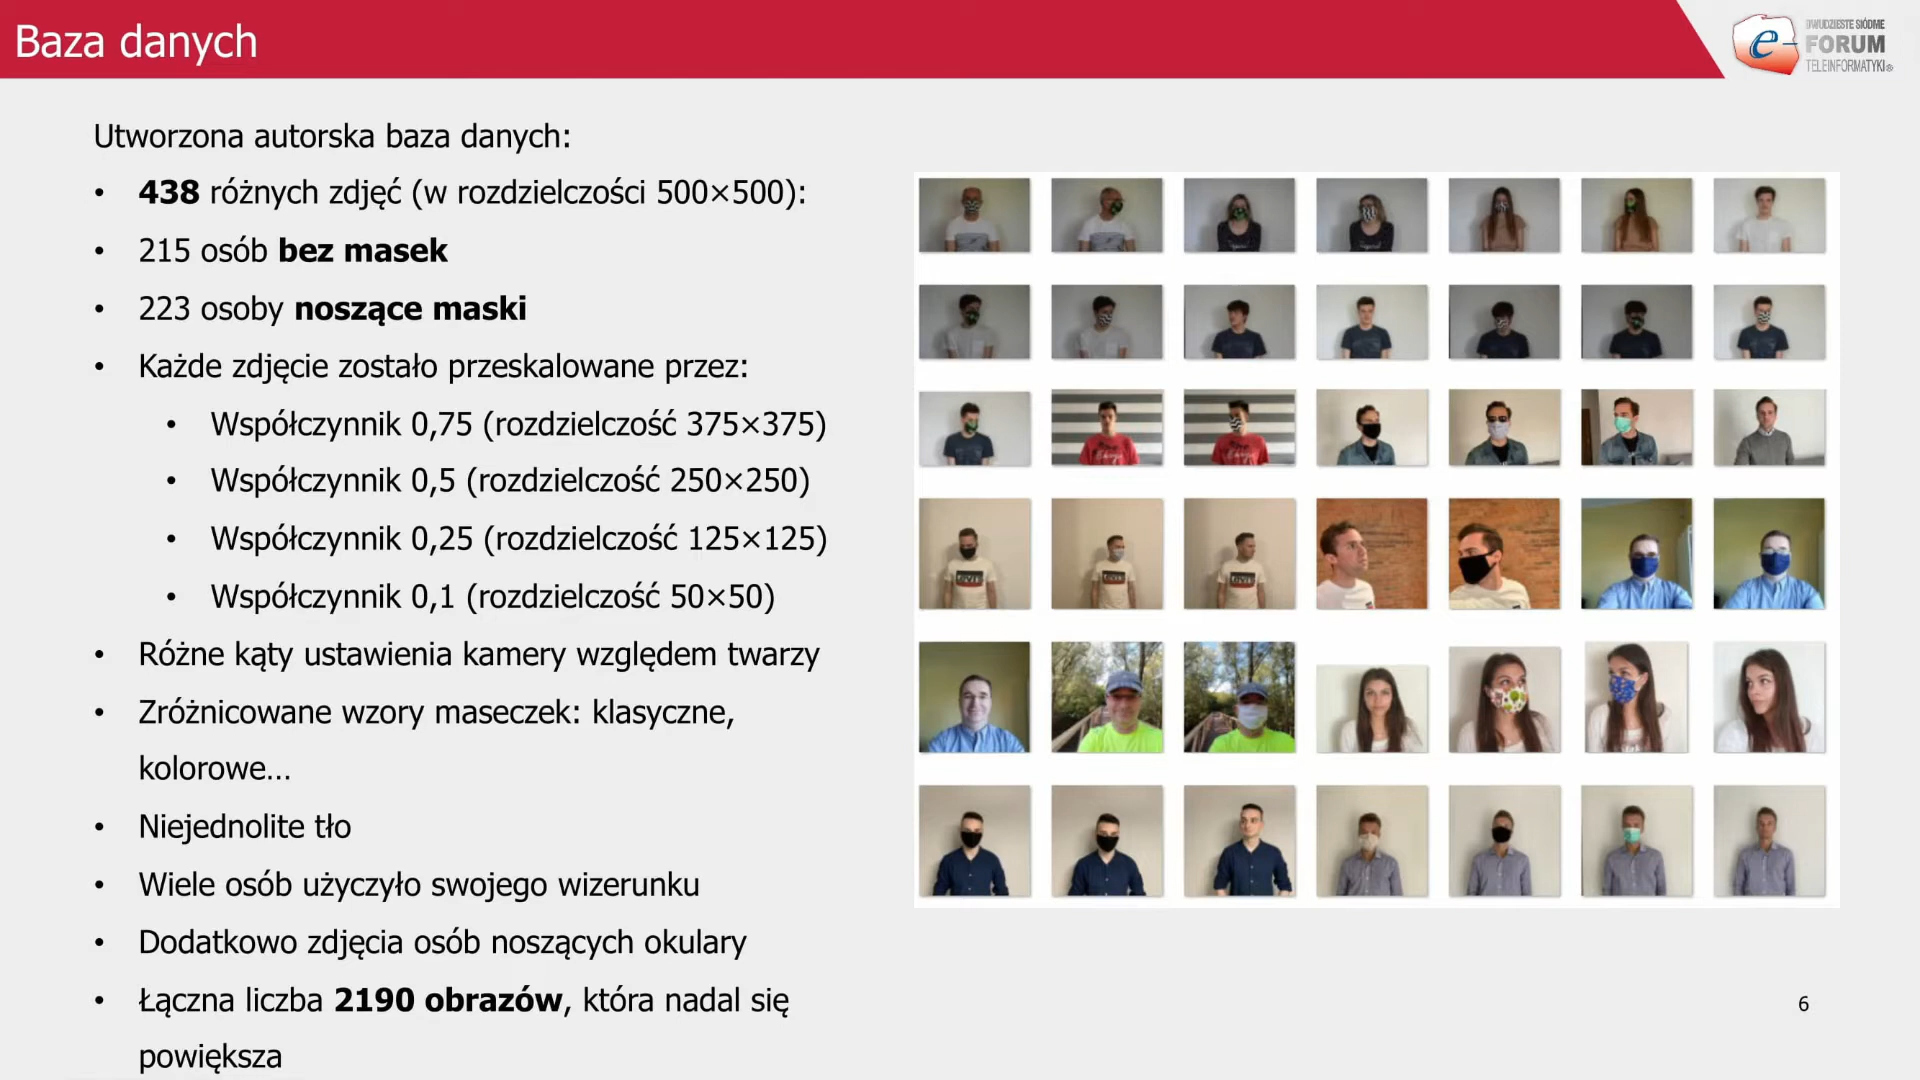 Baza danych
DWUDZIESTE SIÓDME
e-FORUM
TELEINFORMATYKI®
Utworzona autorska baza danych:
• 438 różnych zdjęć (w rozdzielczości 500×500):
• 215 osób bez masek
• 223 osoby noszące maski
• Każde zdjęcie zostało przeskalowane przez:
• Współczynnik 0,75 (rozdzielczość 375×375)
• Współczynnik 0,5 (rozdzielczość 250×250)
• Współczynnik 0,25 (rozdzielczość 125×125)
• Współczynnik 0,1 (rozdzielczość 50×50)
• Różne kąty ustawienia kamery względem twarzy
• Zróżnicowane wzory maseczek: klasyczne,
kolorowe…
• Niejednolite tło
• Wiele osób użyczyło swojego wizerunku
• Dodatkowo zdjęcia osób noszących okulary
• Łączna liczba 2190 obrazów, która nadal się
powiększa
6